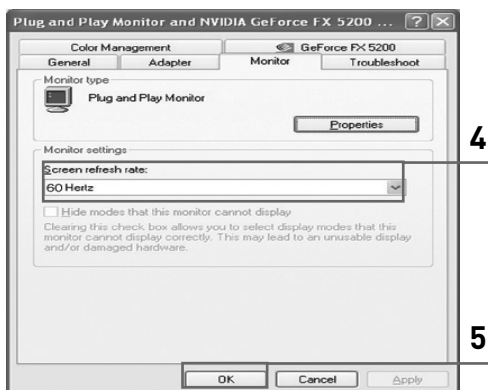 Plug and Play Monitor and NVIDIA GeForce FX 5200 ...
Color Management GeForce FX 5200
General Adapter Monitor Troubleshoot
Monitor type
Plug and Play Monitor
Properties
4
Monitor settings
Screen refresh rate:
60 Hertz
Hide modes that this monitor cannot display
Clearing this check box allows you to select display modes that this
monitor cannot display correctly. This may lead to an unusable display
and/or damaged hardware.
5
OK Cancel Apply